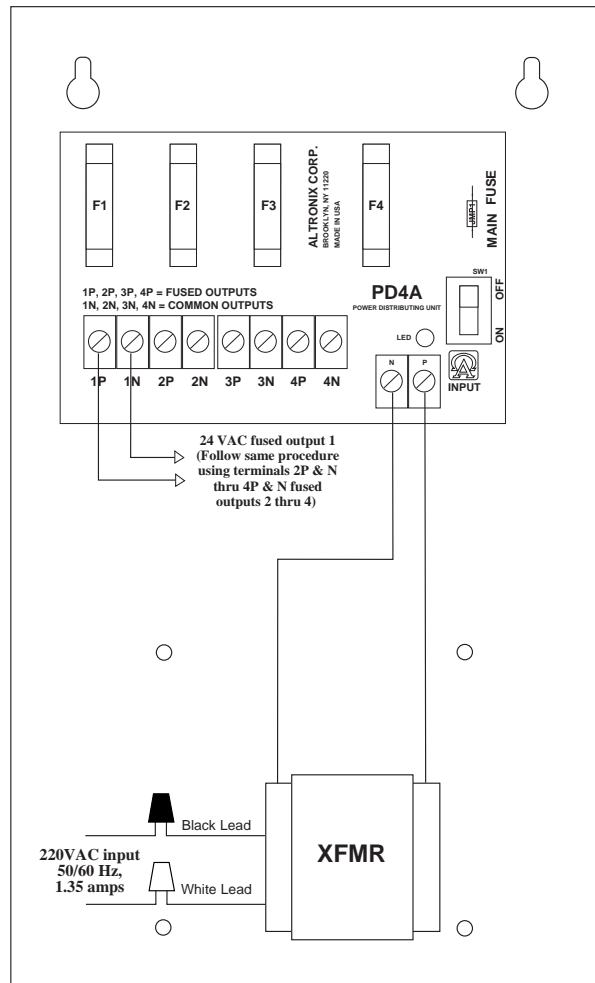 F1
F2
F3
ALTRONIX CORP.
BROOKLYN, NY 11220
MADE IN USA
F4
JMP1
MAIN FUSE
1P, 2P, 3P, 4P = FUSED OUTPUTS
1N, 2N, 3N, 4N = COMMON OUTPUTS
PD4A
POWER DISTRIBUTING UNIT
SW1
ON OFF
LED
N P
INPUT
1P 1N 2P 2N 3P 3N 4P 4N
24 VAC fused output 1
(Follow same procedure
using terminals 2P & N
thru 4P & N fused
outputs 2 thru 4)
Black Lead
220VAC input
50/60 Hz,
1.35 amps
White Lead
XFMR